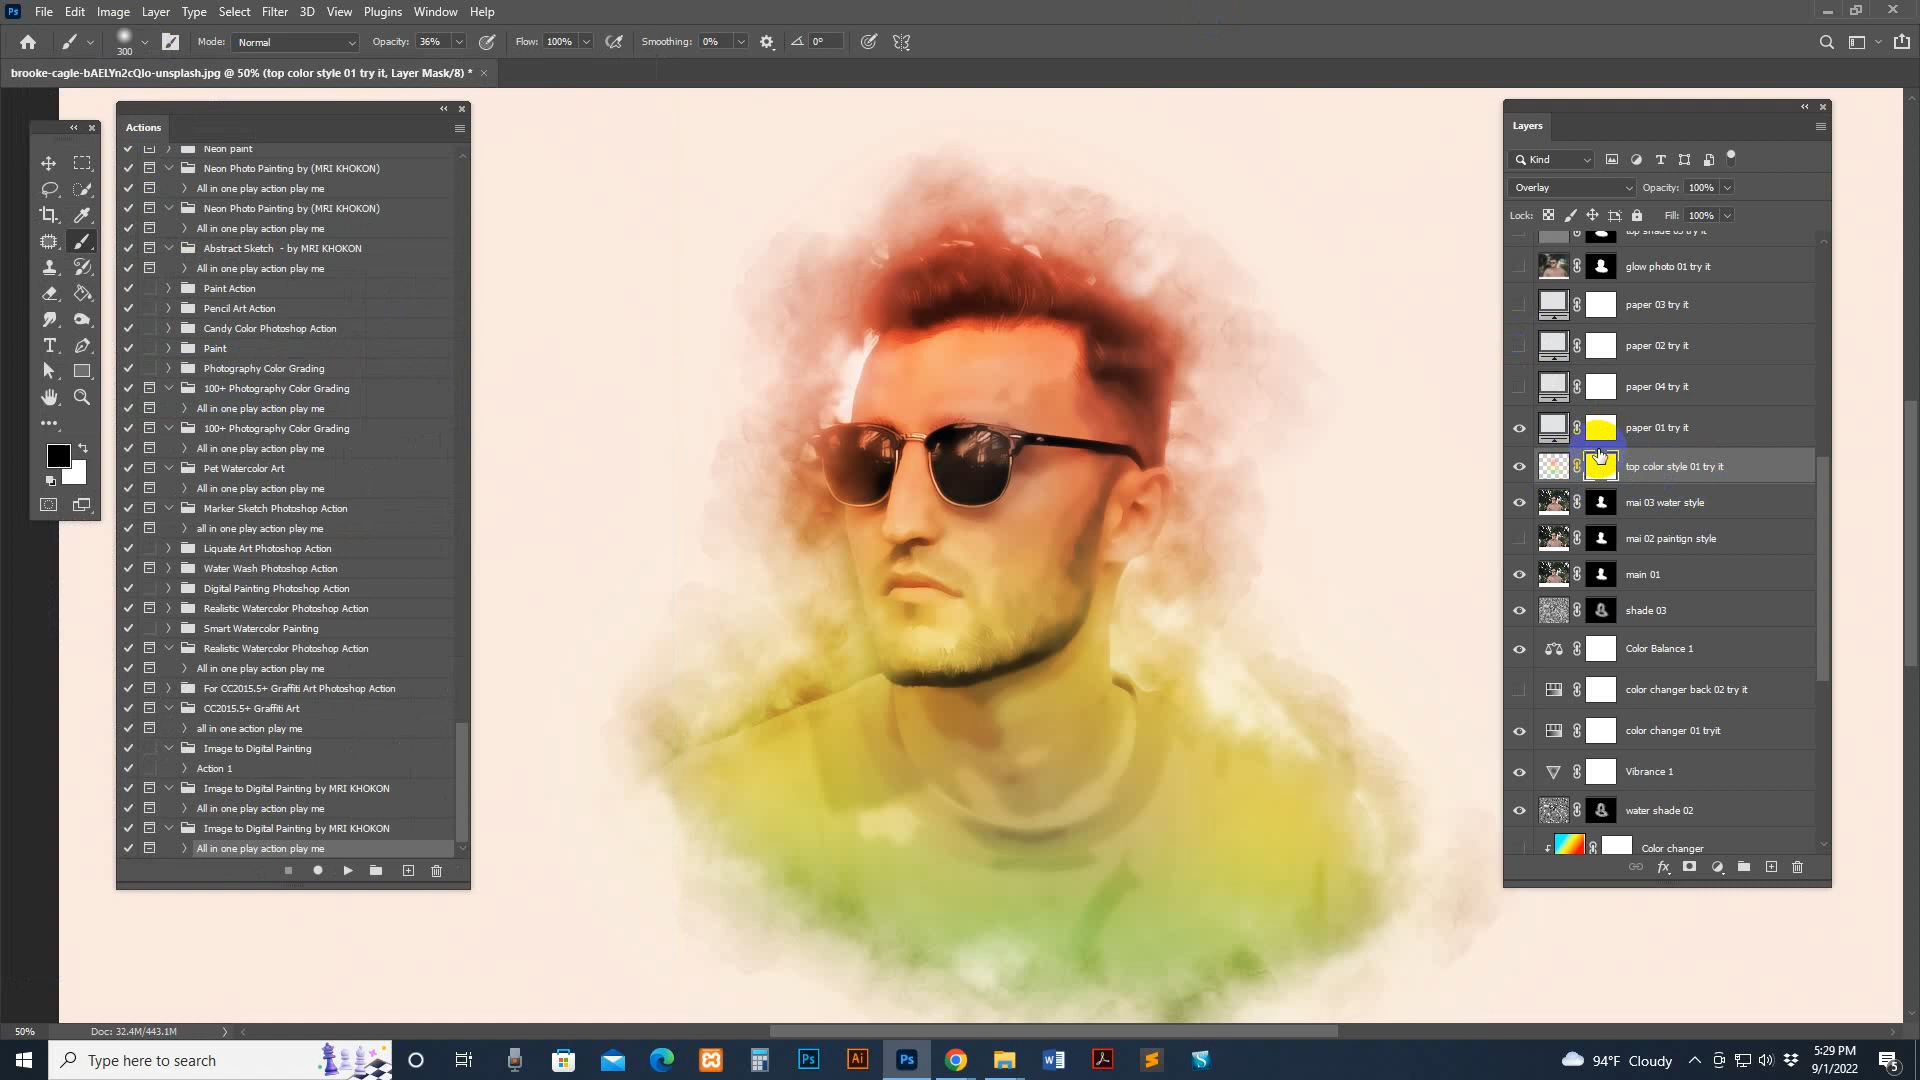 Ps File Edit Image Layer Type Select Filter 3D View Plugins Window Help
300 Mode: Normal Opacity: 36% Flow: 100% Smoothing: 0% 0°
brooke-cagle-bAELYn2cQIo-unsplash.jpg @ 50% (top color style 01 try it, Layer Mask/8) *
Actions
Neon paint
Neon Photo Painting by (MRI KHOKON)
All in one play action play me
Neon Photo Painting by (MRI KHOKON)
All in one play action play me
Abstract Sketch - by MRI KHOKON
All in one play action play me
Paint Action
Pencil Art Action
Candy Color Photoshop Action
Paint
Photography Color Grading
100+ Photography Color Grading
All in one play action play me
100+ Photography Color Grading
All in one play action play me
Pet Watercolor Art
All in one play action play me
Marker Sketch Photoshop Action
all in one play action play me
Liquate Art Photoshop Action
Water Wash Photoshop Action
Digital Painting Photoshop Action
Realistic Watercolor Photoshop Action
Smart Watercolor Painting
Realistic Watercolor Photoshop Action
All in one play action play me
For CC2015.5+ Graffiti Art Photoshop Action
CC2015.5+ Graffiti Art
all in one action play me
Image to Digital Painting
Action 1
Image to Digital Painting by MRI KHOKON
All in one play action play me
Image to Digital Painting by MRI KHOKON
All in one play action play me
Layers
Kind
Overlay Opacity: 100%
Lock: Fill: 100%
top shade 03 try it
glow photo 01 try it
paper 03 try it
paper 02 try it
paper 04 try it
paper 01 try it
top color style 01 try it
mai 03 water style
mai 02 paintign style
main 01
shade 03
Color Balance 1
color changer back 02 try it
color changer 01 tryit
Vibrance 1
water shade 02
Color changer
fx
50% Doc: 32.4M/443.1M
Type here to search
Ps Ai Ps
94°F Cloudy
5:29 PM
9/1/2022
5